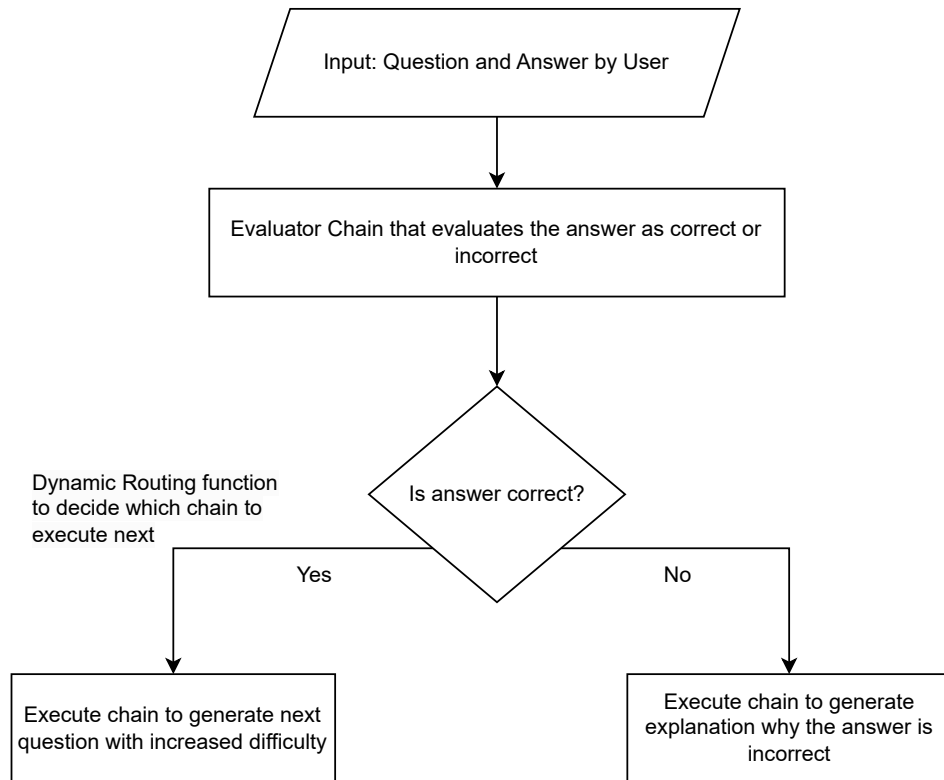 Input: Question and Answer by User
Evaluator Chain that evaluates the answer as correct or
incorrect
Is answer correct?
Dynamic Routing function
to decide which chain to
execute next
Yes
No
Execute chain to generate next
question with increased difficulty
Execute chain to generate
explanation why the answer is
incorrect